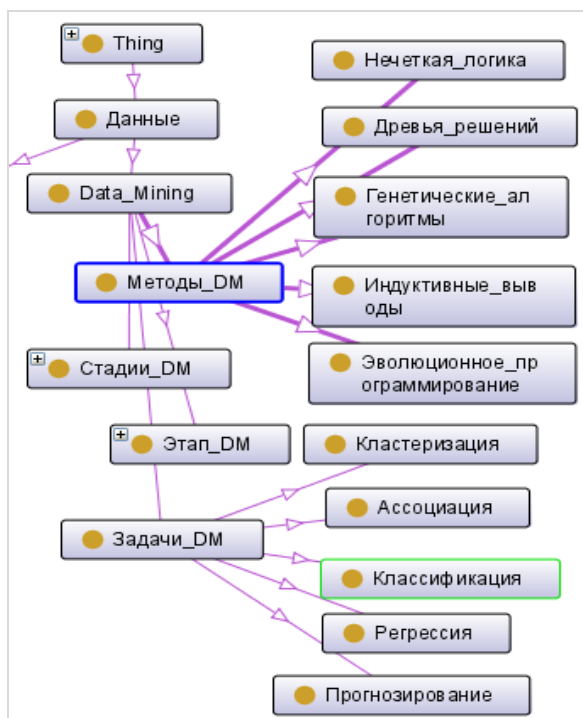 Thing
Нечеткая_логика
Данные
Древья_решений
Data_Mining
Генетические_ал
горитмы
Методы_DM
Индуктивные_выв
оды
Стадии_DM
Эволюционное_пр
ограммирование
Этап_DM
Кластеризация
Ассоциация
Задачи_DM
Классификация
Регрессия
Прогнозирование